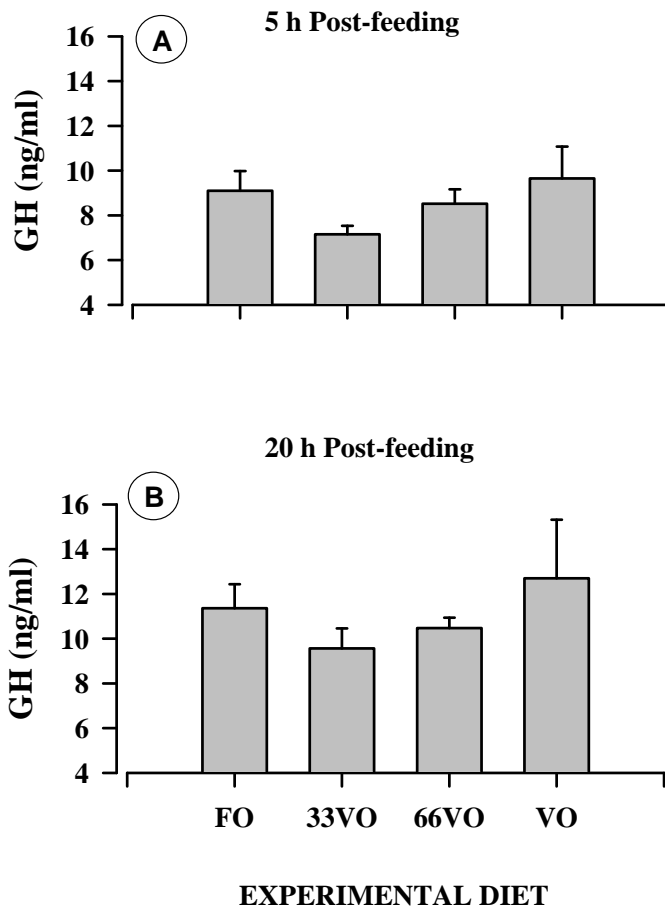 A
5 h Post-feeding
16
14
12
10
8
6
4
GH (ng/ml)
20 h Post-feeding
B
16
14
12
10
8
6
4
GH (ng/ml)
FO 33VO 66VO VO
EXPERIMENTAL DIET